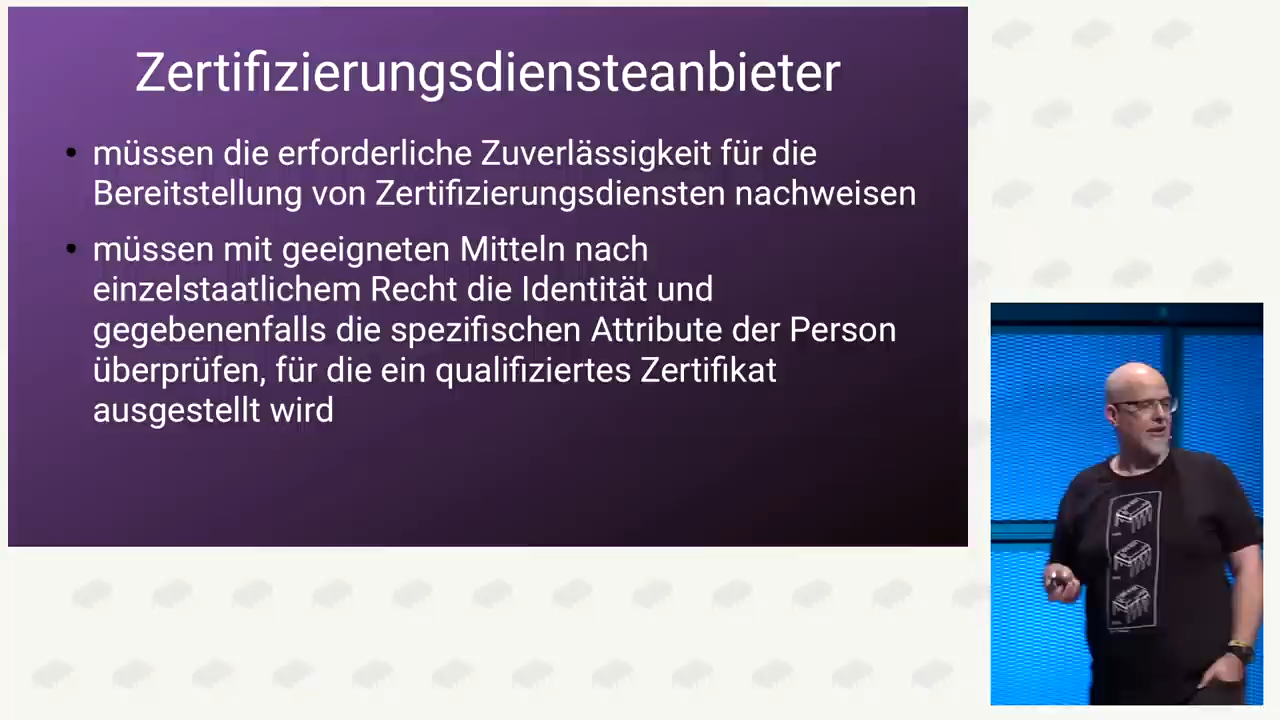 Zertifizierungsdiensteanbieter
• müssen die erforderliche Zuverlässigkeit für die
Bereitstellung von Zertifizierungsdiensten nachweisen
• müssen mit geeigneten Mitteln nach
einzelstaatlichem Recht die Identität und
gegebenenfalls die spezifischen Attribute der Person
überprüfen, für die ein qualifiziertes Zertifikat
ausgestellt wird